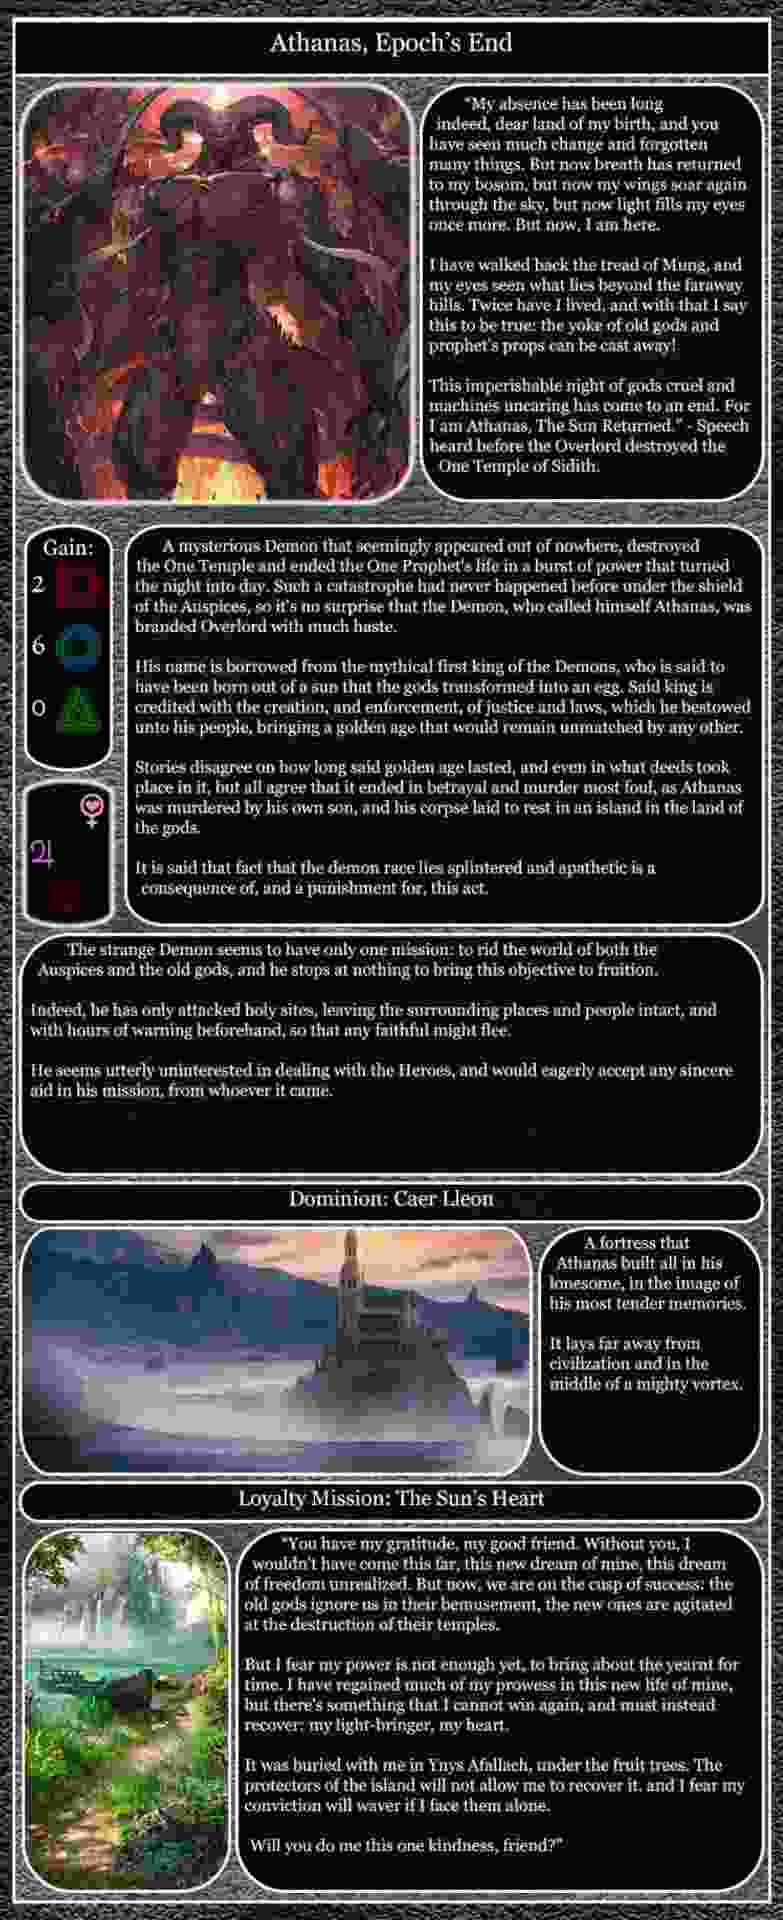 Athanas, Epoch's End
"My absence has been long
indeed, dear land of my birth, and you
have seen much change and forgotten
many things. But now breath has returned
to my bosom, but now my wings soar again
through the sky, but now light fills my eyes
once more. But now, I am here.
I have walked back the tread of Mung, and
my eyes seen what lies beyond the faraway
hills. Twice have I lived, and with that I say
this to be true: the yoke of old gods and
prophet's props can be cast away!
This imperishable night of gods cruel and
machines uncaring has come to an end. For
I am Athanas, The Sun Returned." - Speech
heard before the Overlord destroyed the
One Temple of Sidith.
Gain:
2
6
0
A mysterious Demon that seemingly appeared out of nowhere, destroyed
the One Temple and ended the One Prophet's life in a burst of power that turned
the night into day. Such a catastrophe had never happened before under the shield
of the Auspices, so it's no surprise that the Demon, who called himself Athanas, was
branded Overlord with much haste.
His name is borrowed from the mythical first king of the Demons, who is said to
have been born out of a sun that the gods transformed into an egg. Said king is
credited with the creation, and enforcement, of justice and laws, which he bestowed
unto his people, bringing a golden age that would remain unmatched by any other.
Stories disagree on how long said golden age lasted, and even in what deeds took
place in it, but all agree that it ended in betrayal and murder most foul, as Athanas
was murdered by his own son, and his corpse laid to rest in an island in the land of
the gods.
It is said that fact that the demon race lies splintered and apathetic is a
consequence of, and a punishment for, this act.
The strange Demon seems to have only one mission: to rid the world of both the
Auspices and the old gods, and he stops at nothing to bring this objective to fruition.
Indeed, he has only attacked holy sites, leaving the surrounding places and people intact, and
with hours of warning beforehand, so that any faithful might flee.
He seems utterly uninterested in dealing with the Heroes, and would eagerly accept any sincere
aid in his mission, from whoever it came.
Dominion: Caer Lleon
A fortress that
Athanas built all in his
lonesome, in the image of
his most tender memories.
It lays far away from
civilization and in the
middle of a mighty vortex.
Loyalty Mission: The Sun's Heart
"You have my gratitude, my good friend. Without you, I
wouldn't have come this far, this new dream of mine, this dream
of freedom unrealized. But now, we are on the cusp of success: the
old gods ignore us in their bemusement, the new ones are agitated
at the destruction of their temples.
But I fear my power is not enough yet, to bring about the yearnt for
time. I have regained much of my prowess in this new life of mine,
but there's something that I cannot win again, and must instead
recover: my light-bringer, my heart.
It was buried with me in Ynys Afallach, under the fruit trees. The
protectors of the island will not allow me to recover it, and I fear my
conviction will waver if I face them alone.
Will you do me this one kindness, friend?"